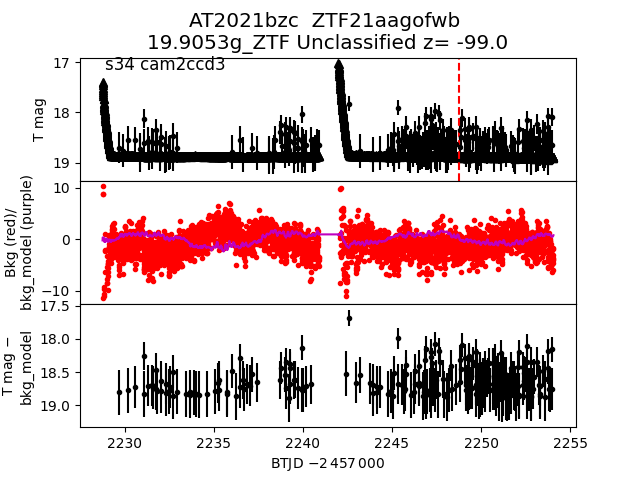 AT2021bzc ZTF21aagofwb
19.9053g_ZTF Unclassified z= -99.0
s34 cam2ccd3
T mag
17
18
19
Bkg (red)/
bkg_model (purple)
10
0
−10
T mag −
bkg_model
17.5
18.0
18.5
19.0
2230
2235
2240
2245
2250
2255
BTJD −2 457 000